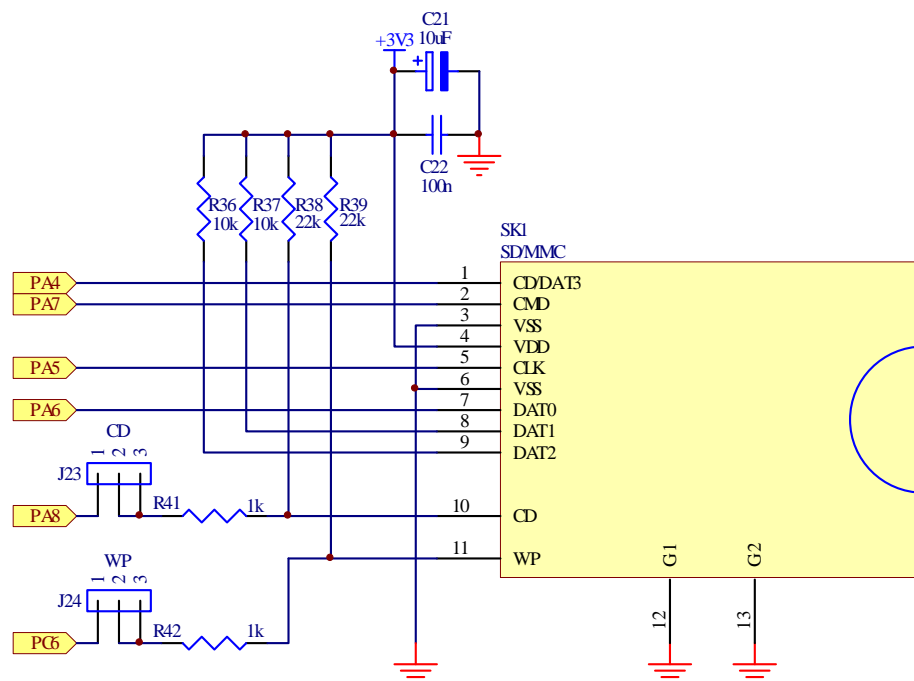 C21
10uF
+3V3
+
C22
100n
R36
10k
R37
10k
R38
22k
R39
22k
SK1
SD/MMC
PA4
1
CD/DAT3
PA7
2
CMD
3
VSS
4
VDD
PA5
5
CLK
6
VSS
PA6
7
DAT0
8
DAT1
9
DAT2
CD
1 2 3
J23
R41
1k
PA8
10
CD
WP
1 2 3
J24
R42
1k
PC6
11
WP
G1
G2
12
13